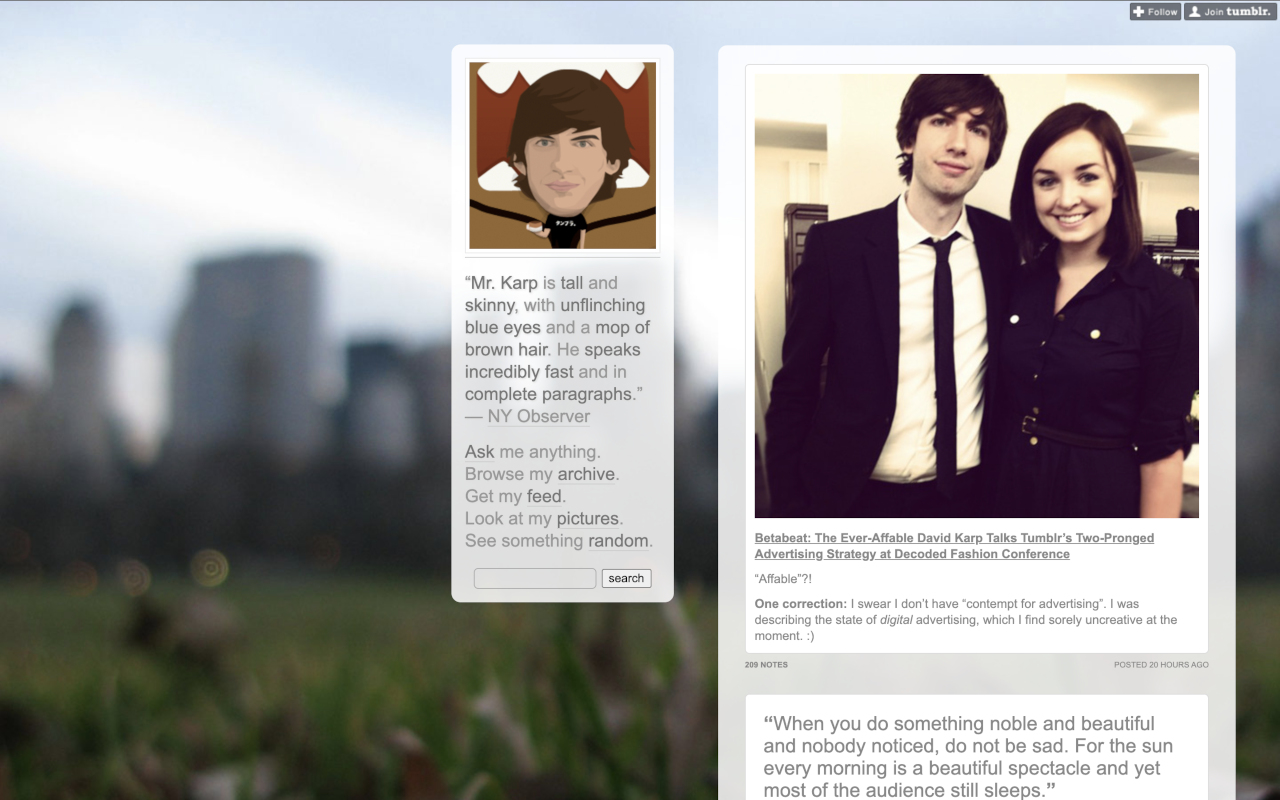 Follow
Join tumblr.
テンブラ。
“Mr. Karp is tall and
skinny, with unflinching
blue eyes and a mop of
brown hair. He speaks
incredibly fast and in
complete paragraphs.”
— NY Observer
Ask me anything.
Browse my archive.
Get my feed.
Look at my pictures.
See something random.
search
Betabeat: The Ever-Affable David Karp Talks Tumblr’s Two-Pronged
Advertising Strategy at Decoded Fashion Conference
“Affable”?!
One correction: I swear I don’t have “contempt for advertising”. I was
describing the state of digital advertising, which I find sorely uncreative at the
moment. :)
209 NOTES
POSTED 20 HOURS AGO
“When you do something noble and beautiful
and nobody noticed, do not be sad. For the sun
every morning is a beautiful spectacle and yet
most of the audience still sleeps.”